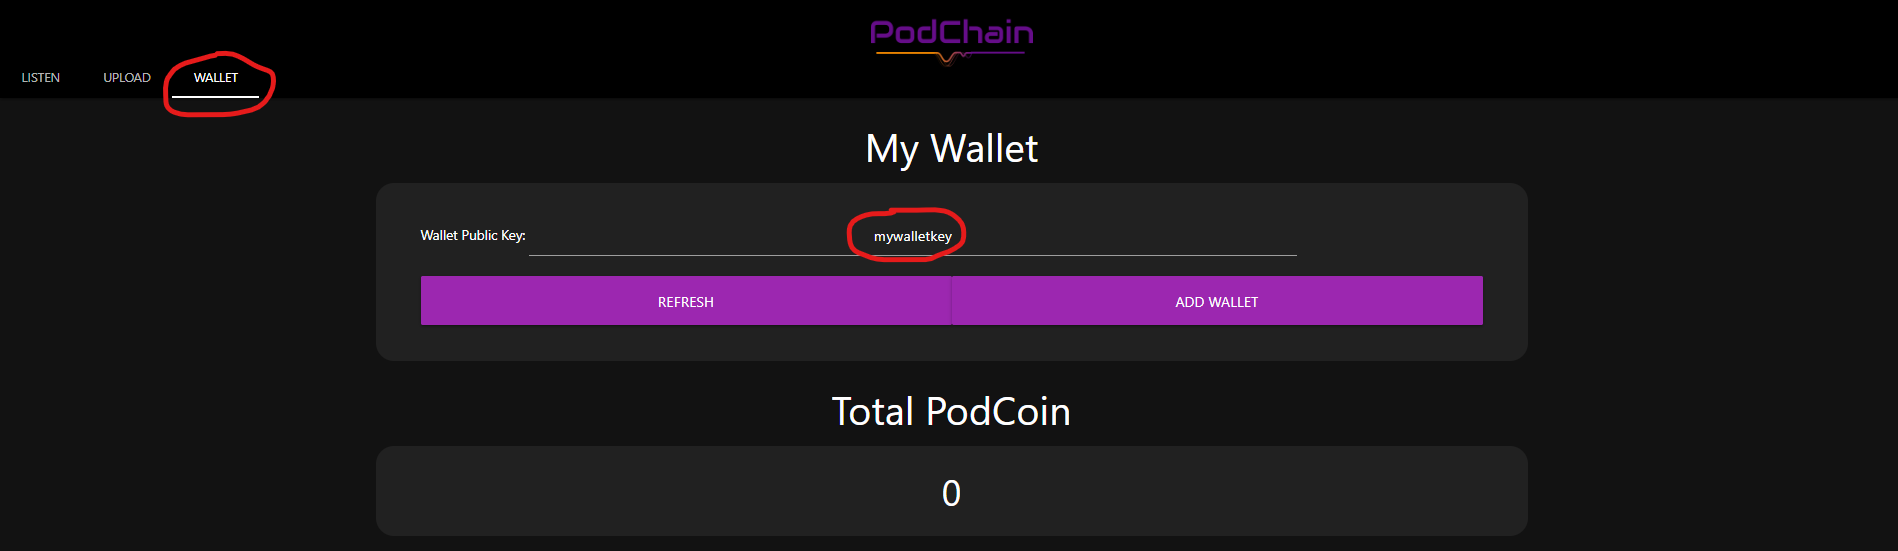 PodChain
LISTEN UPLOAD WALLET
My Wallet
Wallet Public Key: mywalletkey
REFRESH ADD WALLET
Total PodCoin
0